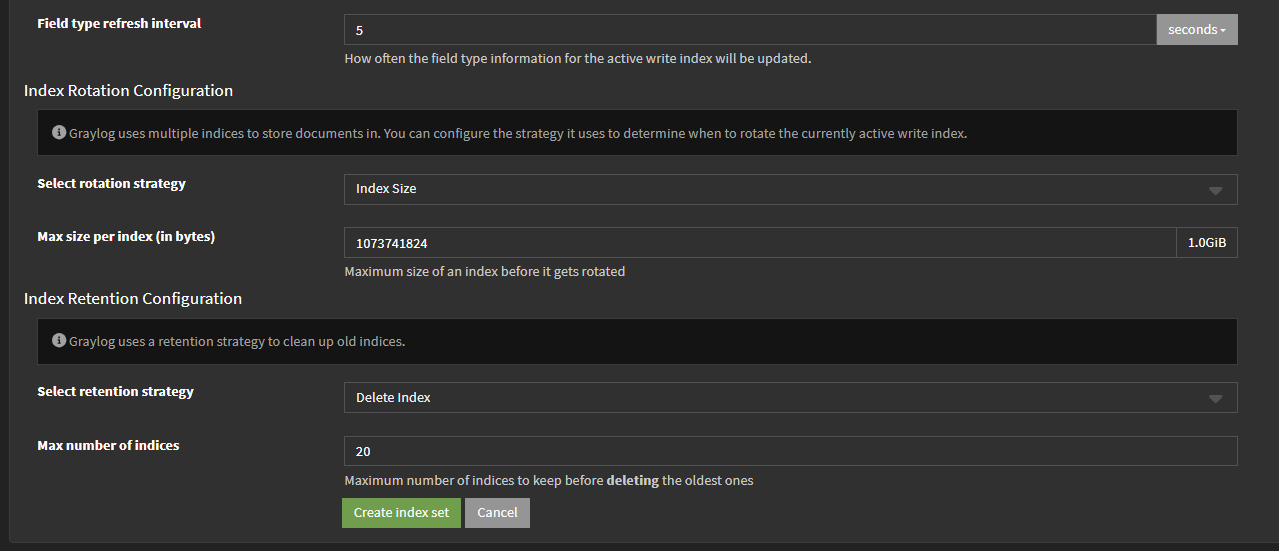 Field type refresh interval
5
seconds
How often the field type information for the active write index will be updated.
Index Rotation Configuration
Graylog uses multiple indices to store documents in. You can configure the strategy it uses to determine when to rotate the currently active write index.
Select rotation strategy
Index Size
Max size per index (in bytes)
1073741824
1.0GiB
Maximum size of an index before it gets rotated
Index Retention Configuration
Graylog uses a retention strategy to clean up old indices.
Select retention strategy
Delete Index
Max number of indices
20
Maximum number of indices to keep before deleting the oldest ones
Create index set
Cancel